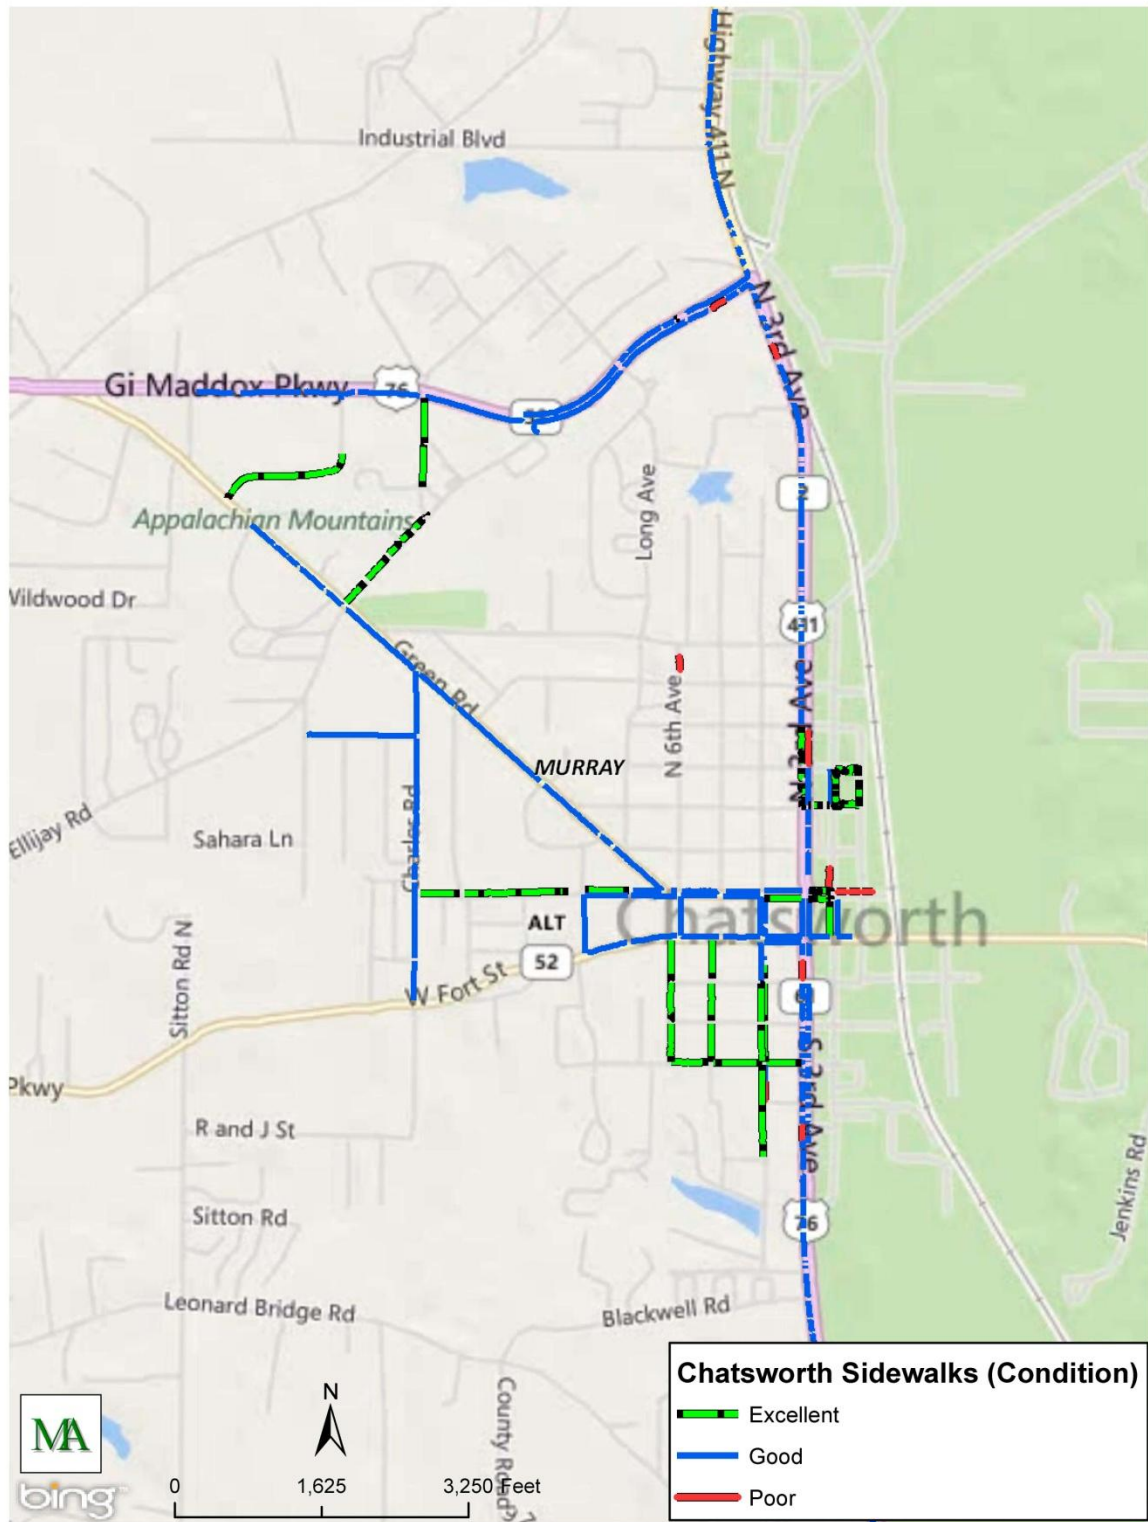 Highway 411 N
Industrial Blvd
N 3rd Ave
Gi Maddox Pkwy
76
2
Long Ave
Appalachian Mountains
Wildwood Dr
411
Green Rd
N 6th Ave
MURRAY
Ellijay Rd
Sahara Ln
Charles Rd
Chatsworth
ALT
52
Sitton Rd N
W Fort St
S 3rd Ave
Pkwy
R and J St
Sitton Rd
76
Jenkins Rd
Leonard Bridge Rd
Blackwell Rd
County Road
Chatsworth Sidewalks (Condition)
Excellent
Good
Poor
N
0 1,625 3,250 Feet
MA
bing